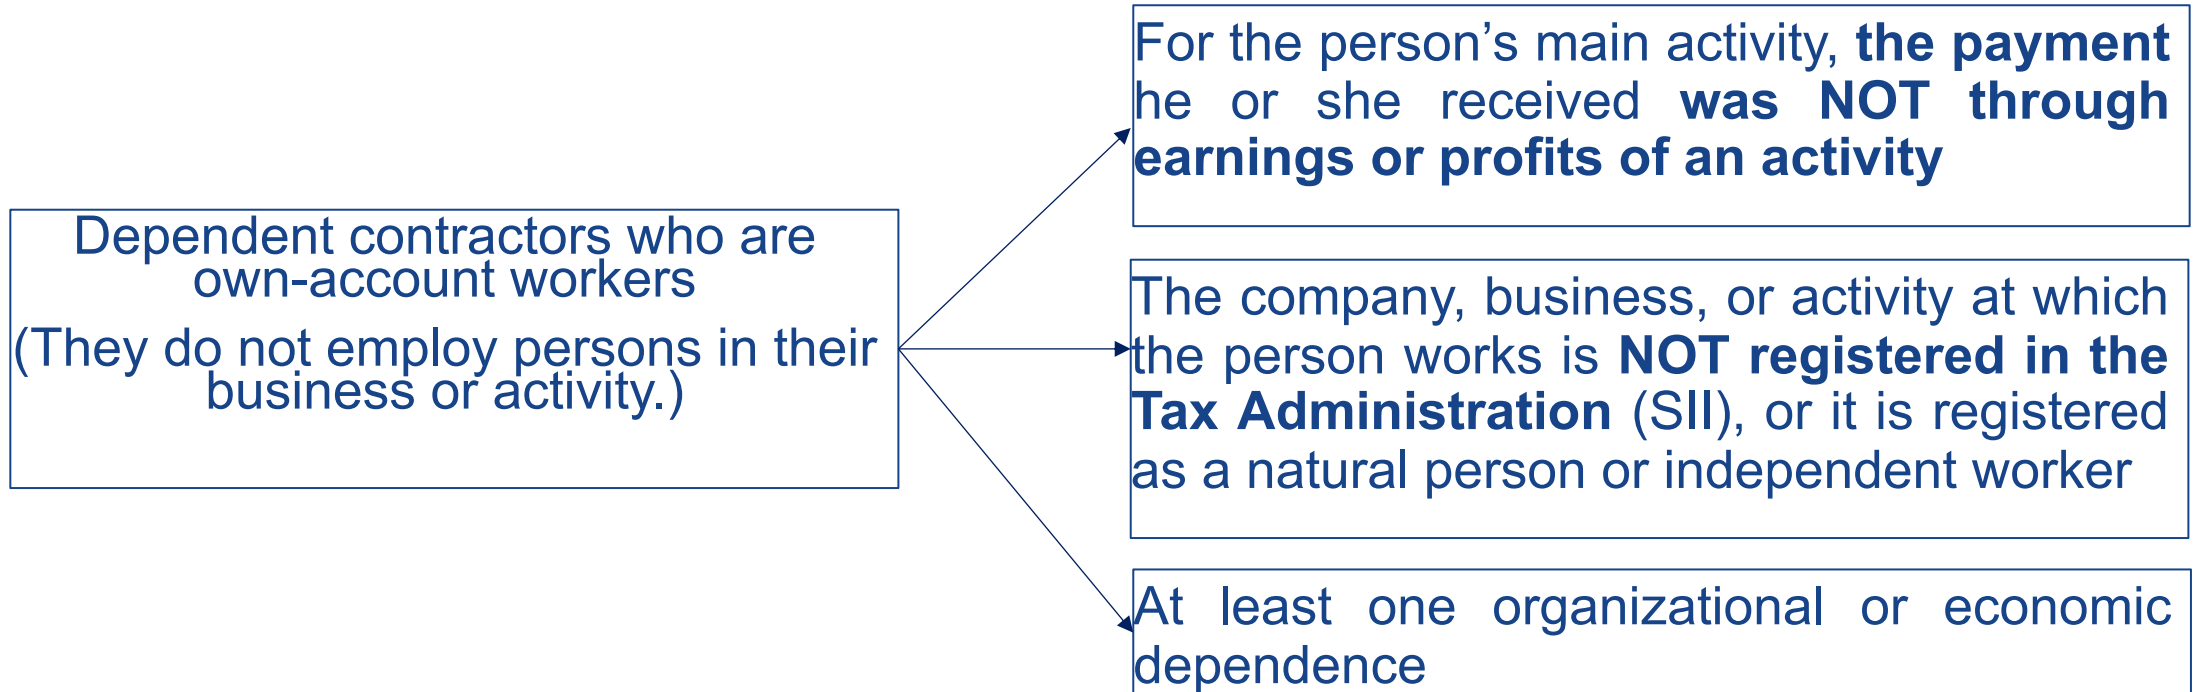 Dependent contractors who are
own-account workers
(They do not employ persons in their
business or activity.)
For the person’s main activity, the payment
he or she received was NOT through
earnings or profits of an activity
The company, business, or activity at which
the person works is NOT registered in the
Tax Administration (SII), or it is registered
as a natural person or independent worker
At least one organizational or economic
dependence